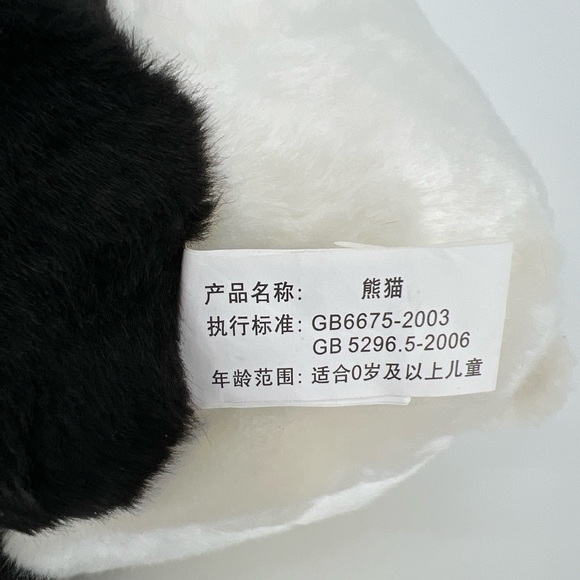 产品名称: 熊猫
执行标准: GB6675-2003
GB 5296.5-2006
年龄范围: 适合0岁及以上儿童